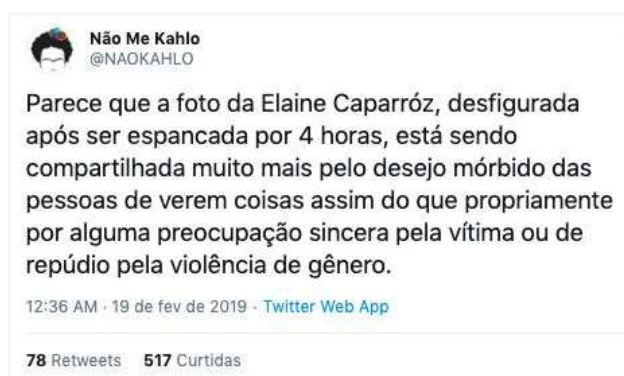 Não Me Kahlo
@NAOKAHLO
Parece que a foto da Elaine Caparróz, desfigurada
após ser espancada por 4 horas, está sendo
compartilhada muito mais pelo desejo mórbido das
pessoas de verem coisas assim do que propriamente
por alguma preocupação sincera pela vítima ou de
repúdio pela violência de gênero.
12:36 AM · 19 de fev de 2019 · Twitter Web App
78 Retweets 517 Curtidas